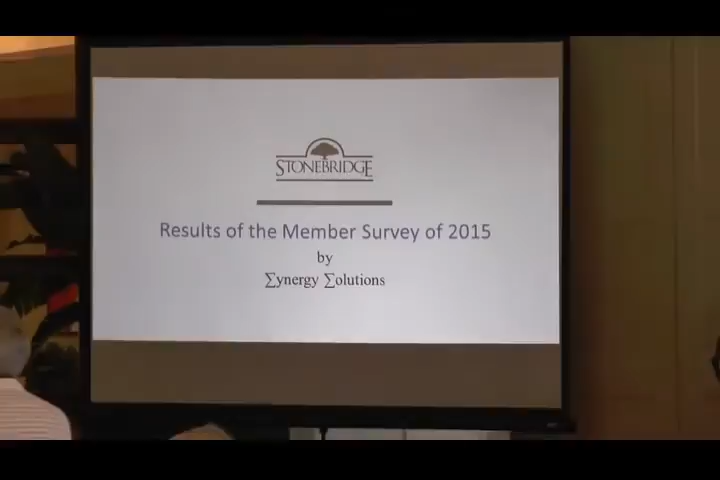 STONEBRIDGE
Results of the Member Survey of 2015
by
∑ynergy ∑olutions